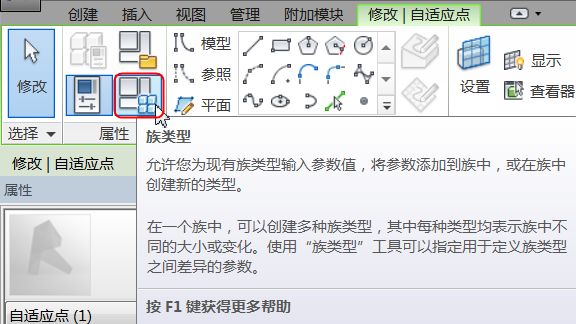 创建 插入 视图 管理 附加模块 修改 | 自适应点
修改
模型
参照
平面
设置
显示
查看器
选择 属性
修改 | 自适应点
属性
自适应点 (1)
族类型
允许您为现有族类型输入参数值，将参数添加到族中，或在族中
创建新的类型。
在一个族中，可以创建多种族类型，其中每种类型均表示族中不
同的大小或变化。使用“族类型”工具可以指定用于定义族类型
之间差异的参数。
按 F1 键获得更多帮助